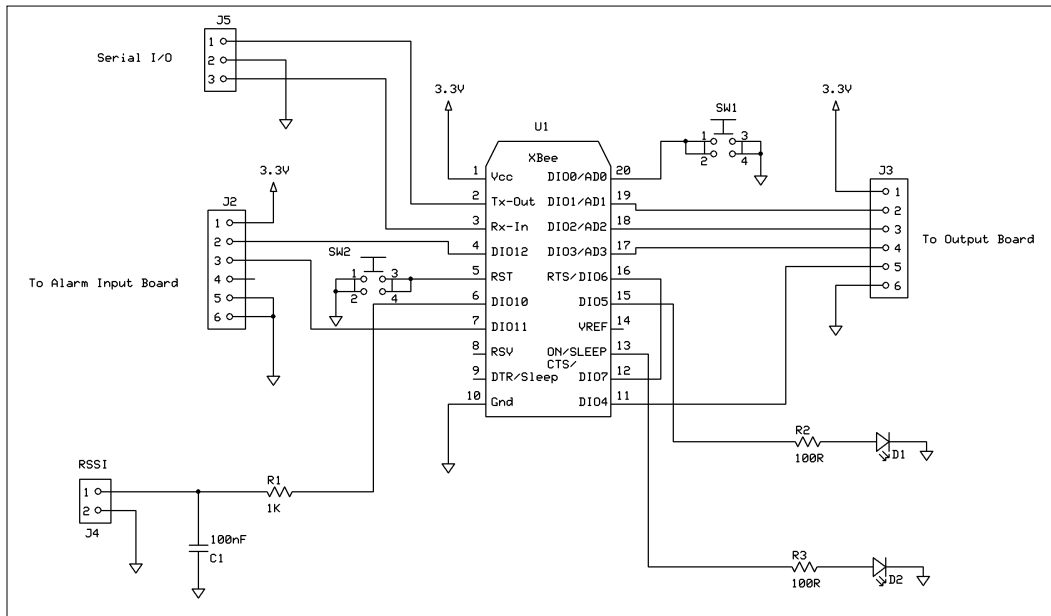 J5
1
2
3
Serial I/O
3.3V
U1
XBee
1 Vcc
2 Tx-Out
3 Rx-In
4 DIO12
5 RST
6 DIO10
7 DIO11
8 RSV
9 DTR/Sleep
10 Gnd
DIO0/AD0 20
DIO1/AD1 19
DIO2/AD2 18
DIO3/AD3 17
RTS/DIO6 16
DIO5 15
VREF 14
ON/SLEEP 13
CTS/
DIO7 12
DIO4 11
SW1
1 3
2 4
3.3V
J3
1
2
3
4
5
6
To Output Board
3.3V
J2
1
2
3
4
5
6
To Alarm Input Board
SW2
1 3
2 4
RSSI
1
2
J4
R1
1K
100nF
C1
R2
100R
D1
R3
100R
D2